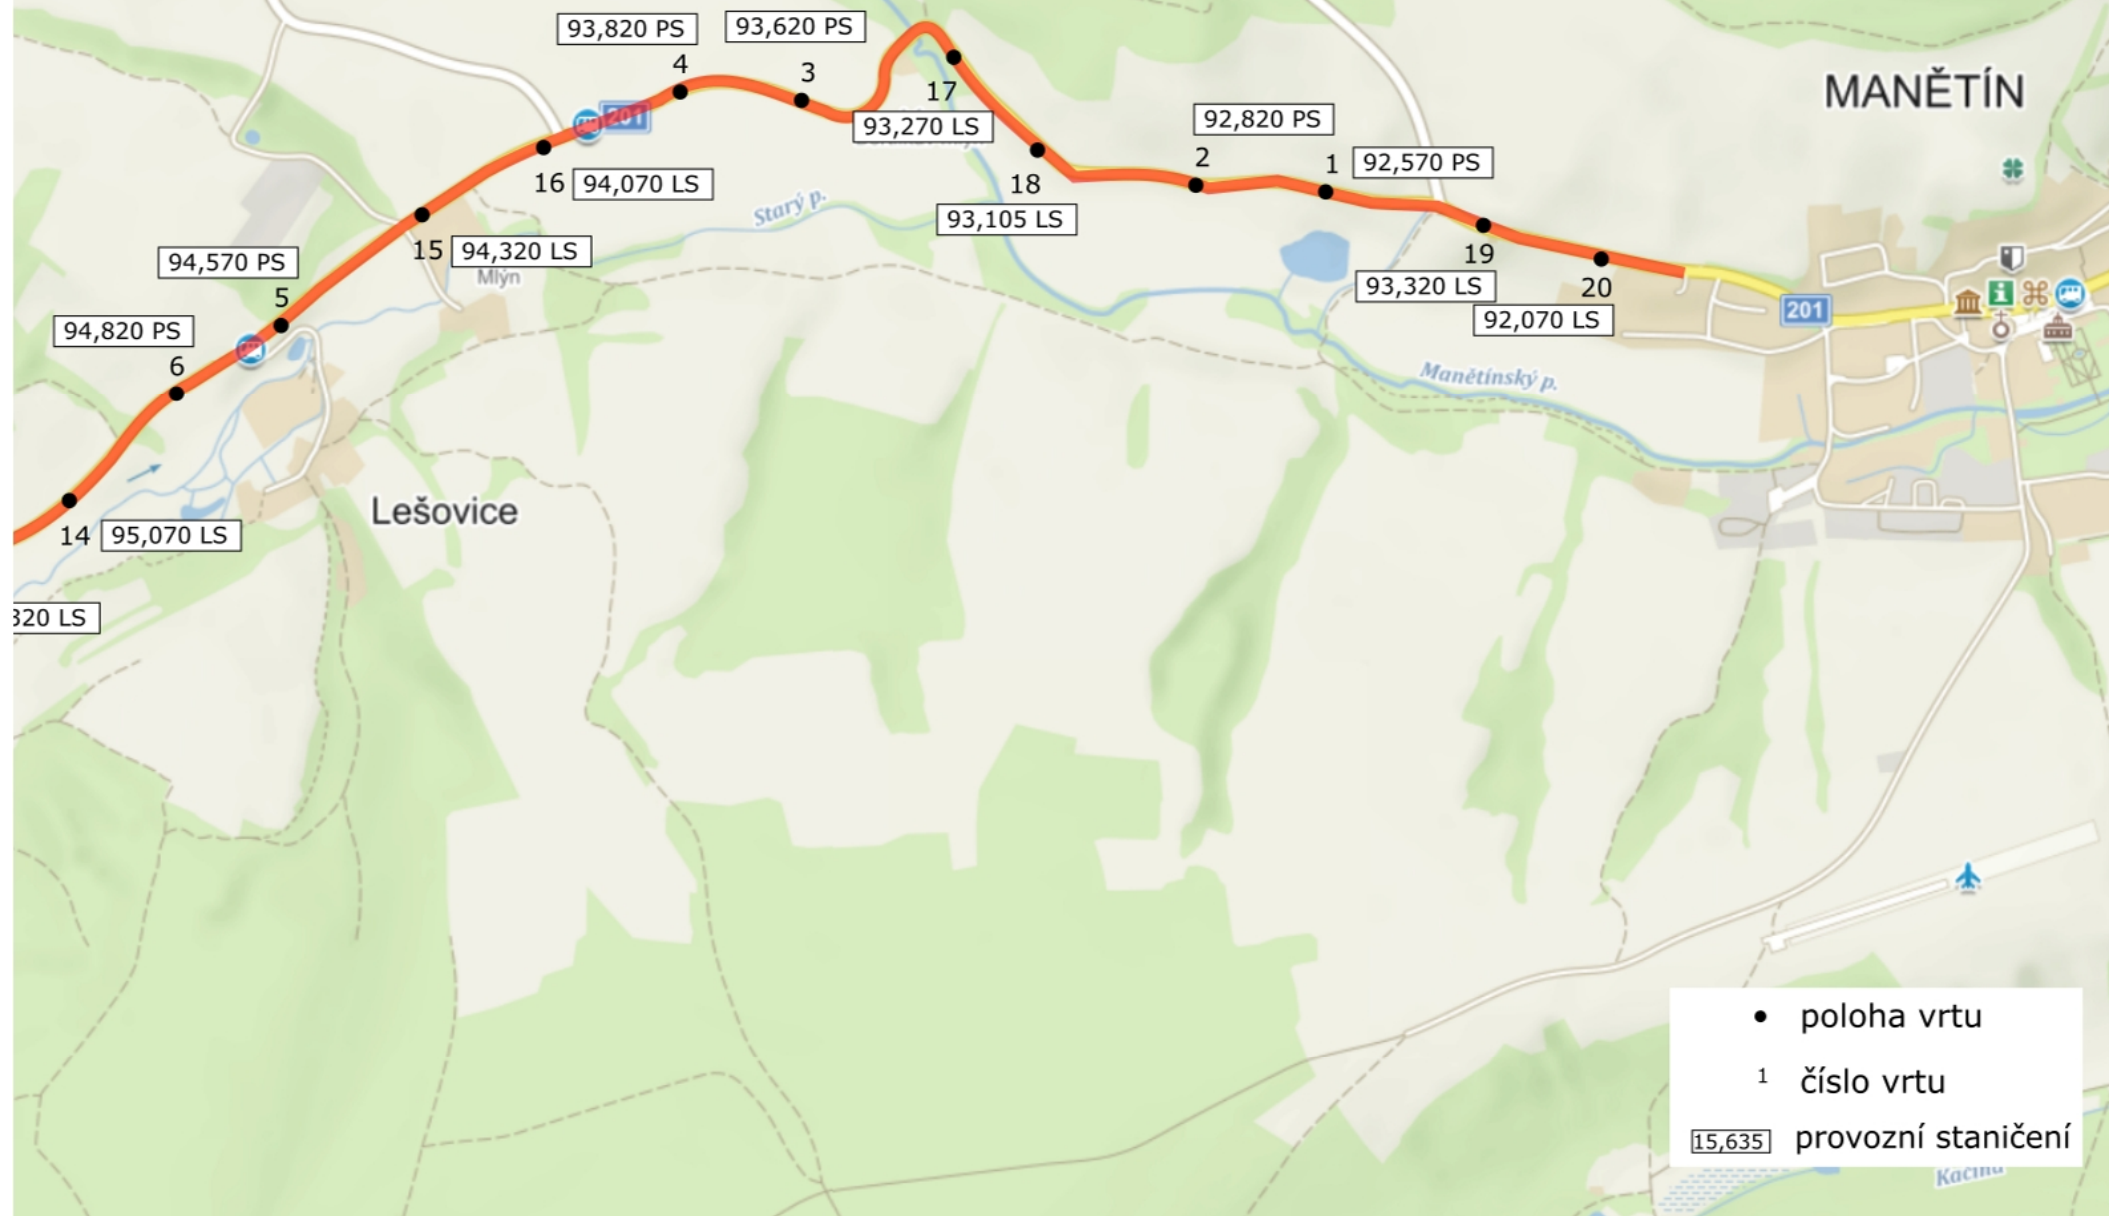 93,820 PS
93,620 PS
4
3
201
17
93,270 LS
MANĚTÍN
92,820 PS
2
1
92,570 PS
16
94,070 LS
18
93,105 LS
Starý p.
15
94,320 LS
Mlýn
94,570 PS
5
19
93,320 LS
20
92,070 LS
201
94,820 PS
6
Manětínský p.
Lešovice
14
95,070 LS
320 LS
poloha vrtu
1
číslo vrtu
15,635
provozní staničení